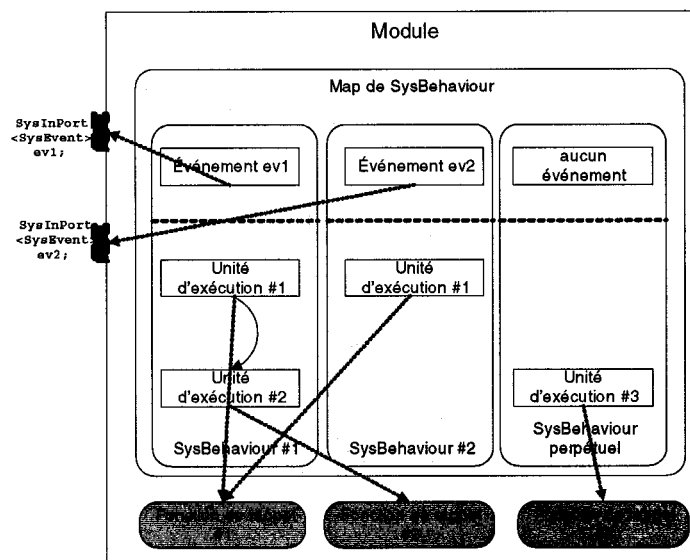 Module
Map de SysBehaviour
SysInPort
<SysEvent>
ev1;
Événement ev1
Événement ev2
aucun
événement
SysInPort
<SysEvent>
ev2;
Unité
d'exécution #1
Unité
d'exécution #1
Unité
d'exécution #2
Unité
d'exécution #3
SysBehaviour #1
SysBehaviour #2
SysBehaviour
perpétuel